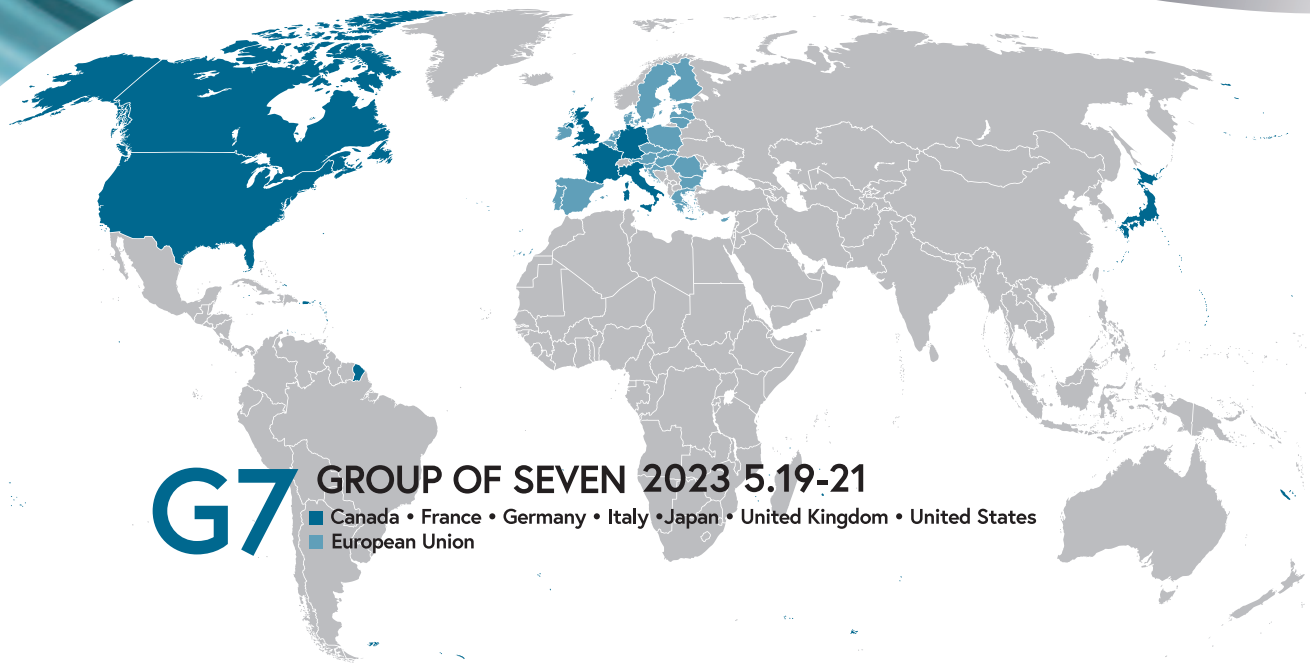 G7
GROUP OF SEVEN 2023 5.19-21
Canada • France • Germany • Italy •Japan • United Kingdom • United States
European Union